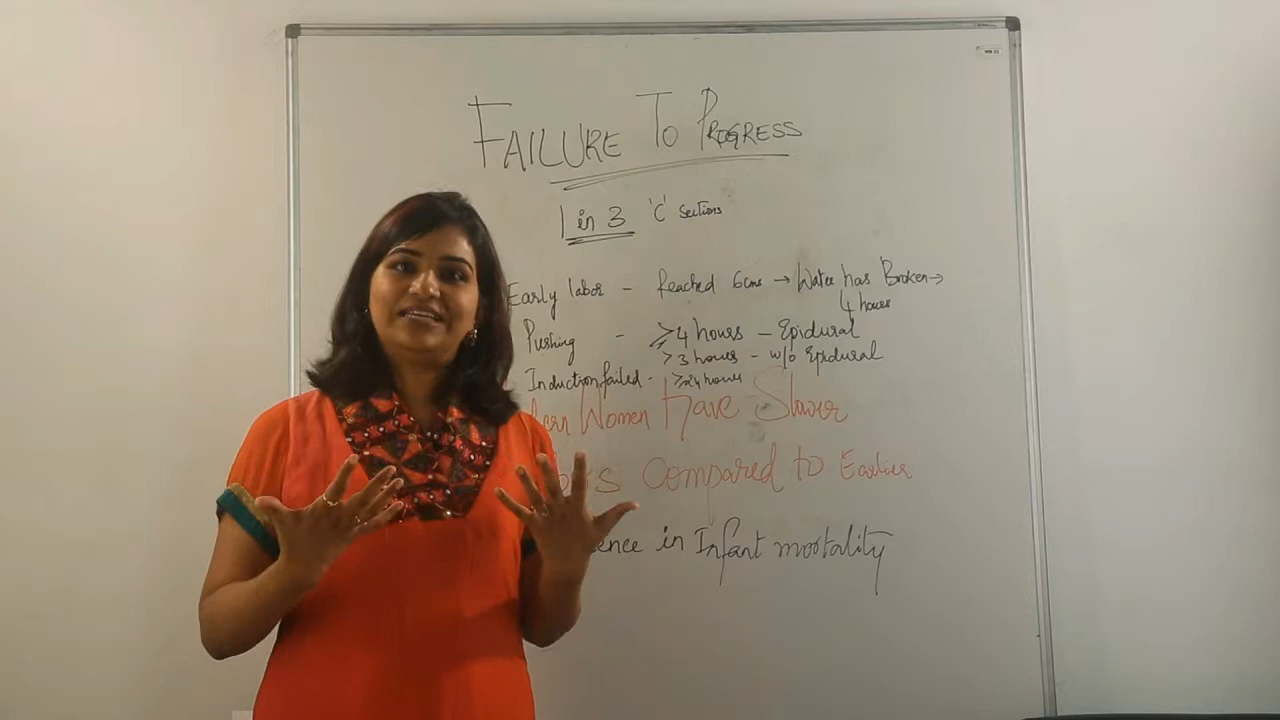 FAILURE TO PROGRESS
1 in 3 'C' Sections
Early labor - Reached 6cms → Water has Broken →
4 hours
Pushing - >4 hours - Epidural
>3 hours - w/o Epidural
Induction failed - >24 hours
Women Have Slower
Compared to Earlier
in Infant mortality